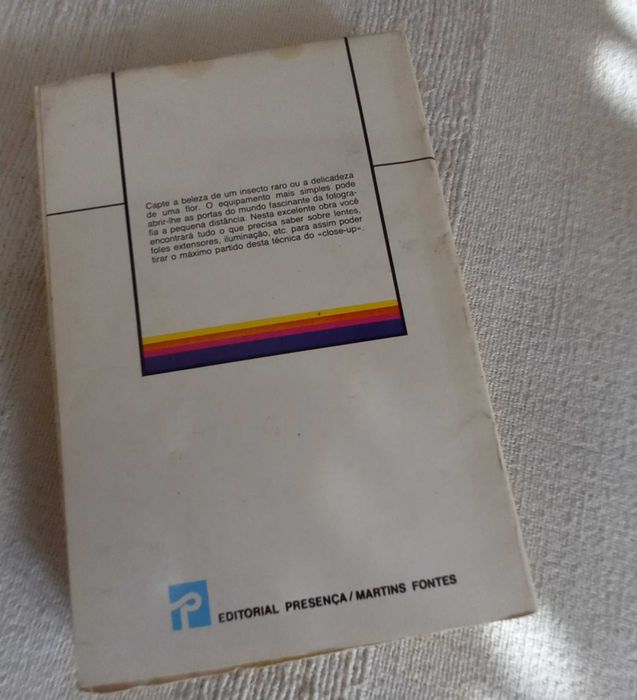 Capte a beleza de um insecto raro ou a delicadeza
de uma flor. O equipamento mais simples pode
abrir-lhe as portas do mundo fascinante da fotogra-
fia a pequena distância. Nesta excelente obra você
encontrará tudo o que precisa saber sobre lentes,
foles extensores, iluminação, etc. para assim poder
tirar o máximo partido desta técnica do «close-up».
EDITORIAL PRESENÇA / MARTINS FONTES